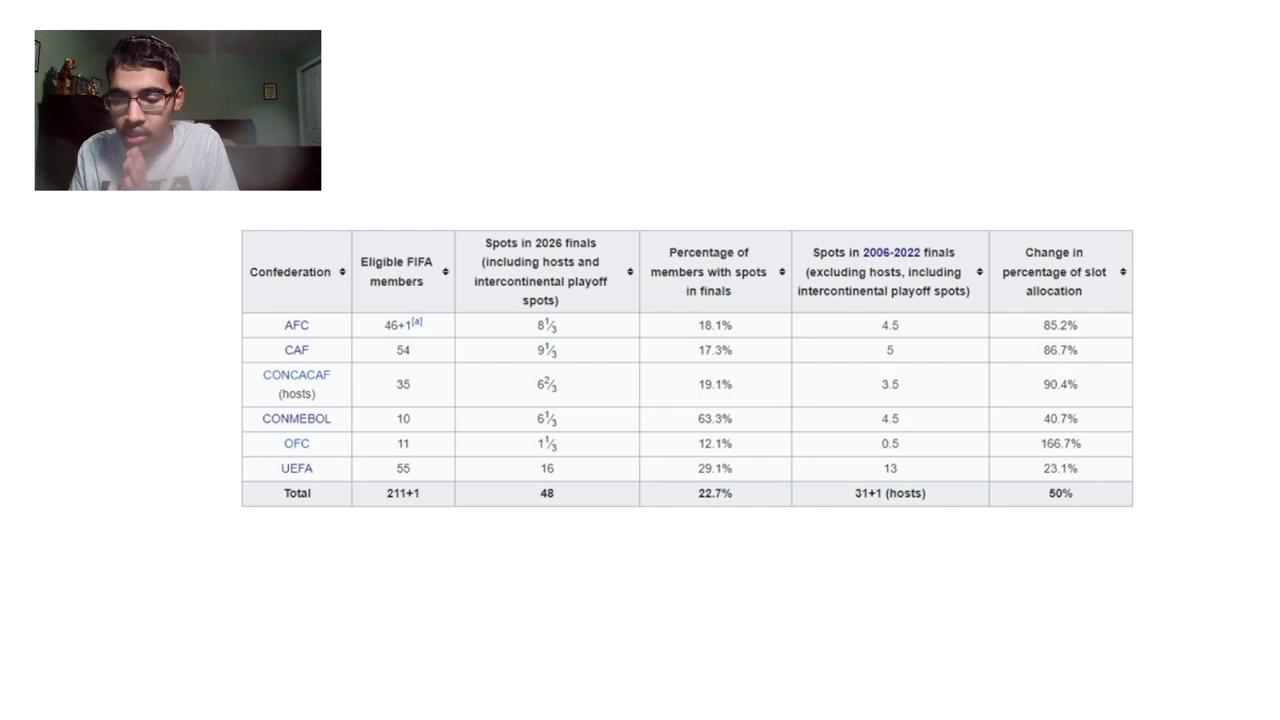 Confederation
Eligible FIFA
members
Spots in 2026 finals
(including hosts and
intercontinental playoff
spots)
Percentage of
members with spots
in finals
Spots in 2006-2022 finals
(excluding hosts, including
intercontinental playoff spots)
Change in
percentage of slot
allocation
AFC 46+1[a] 8⅓ 18.1% 4.5 85.2%
CAF 54 9⅓ 17.3% 5 86.7%
CONCACAF
(hosts) 35 6⅔ 19.1% 3.5 90.4%
CONMEBOL 10 6⅓ 63.3% 4.5 40.7%
OFC 11 1⅓ 12.1% 0.5 166.7%
UEFA 55 16 29.1% 13 23.1%
Total 211+1 48 22.7% 31+1 (hosts) 50%